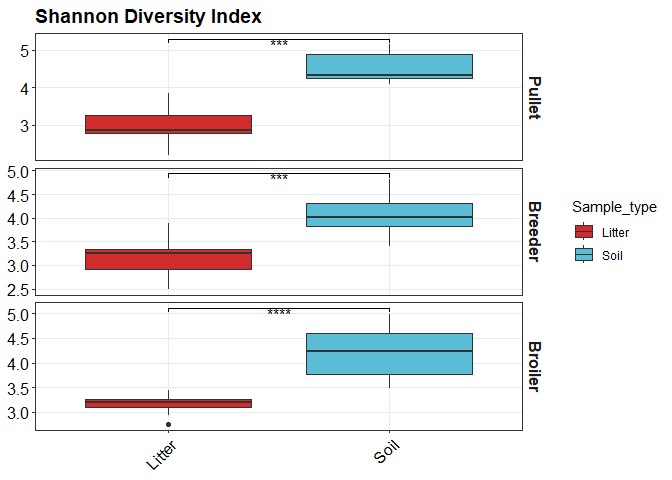 Shannon Diversity Index
***
5
4
3
Pullet
***
5.0
4.5
4.0
3.5
3.0
2.5
Breeder
****
5.0
4.5
4.0
3.5
3.0
Broiler
Litter
Soil
Sample_type
Litter
Soil